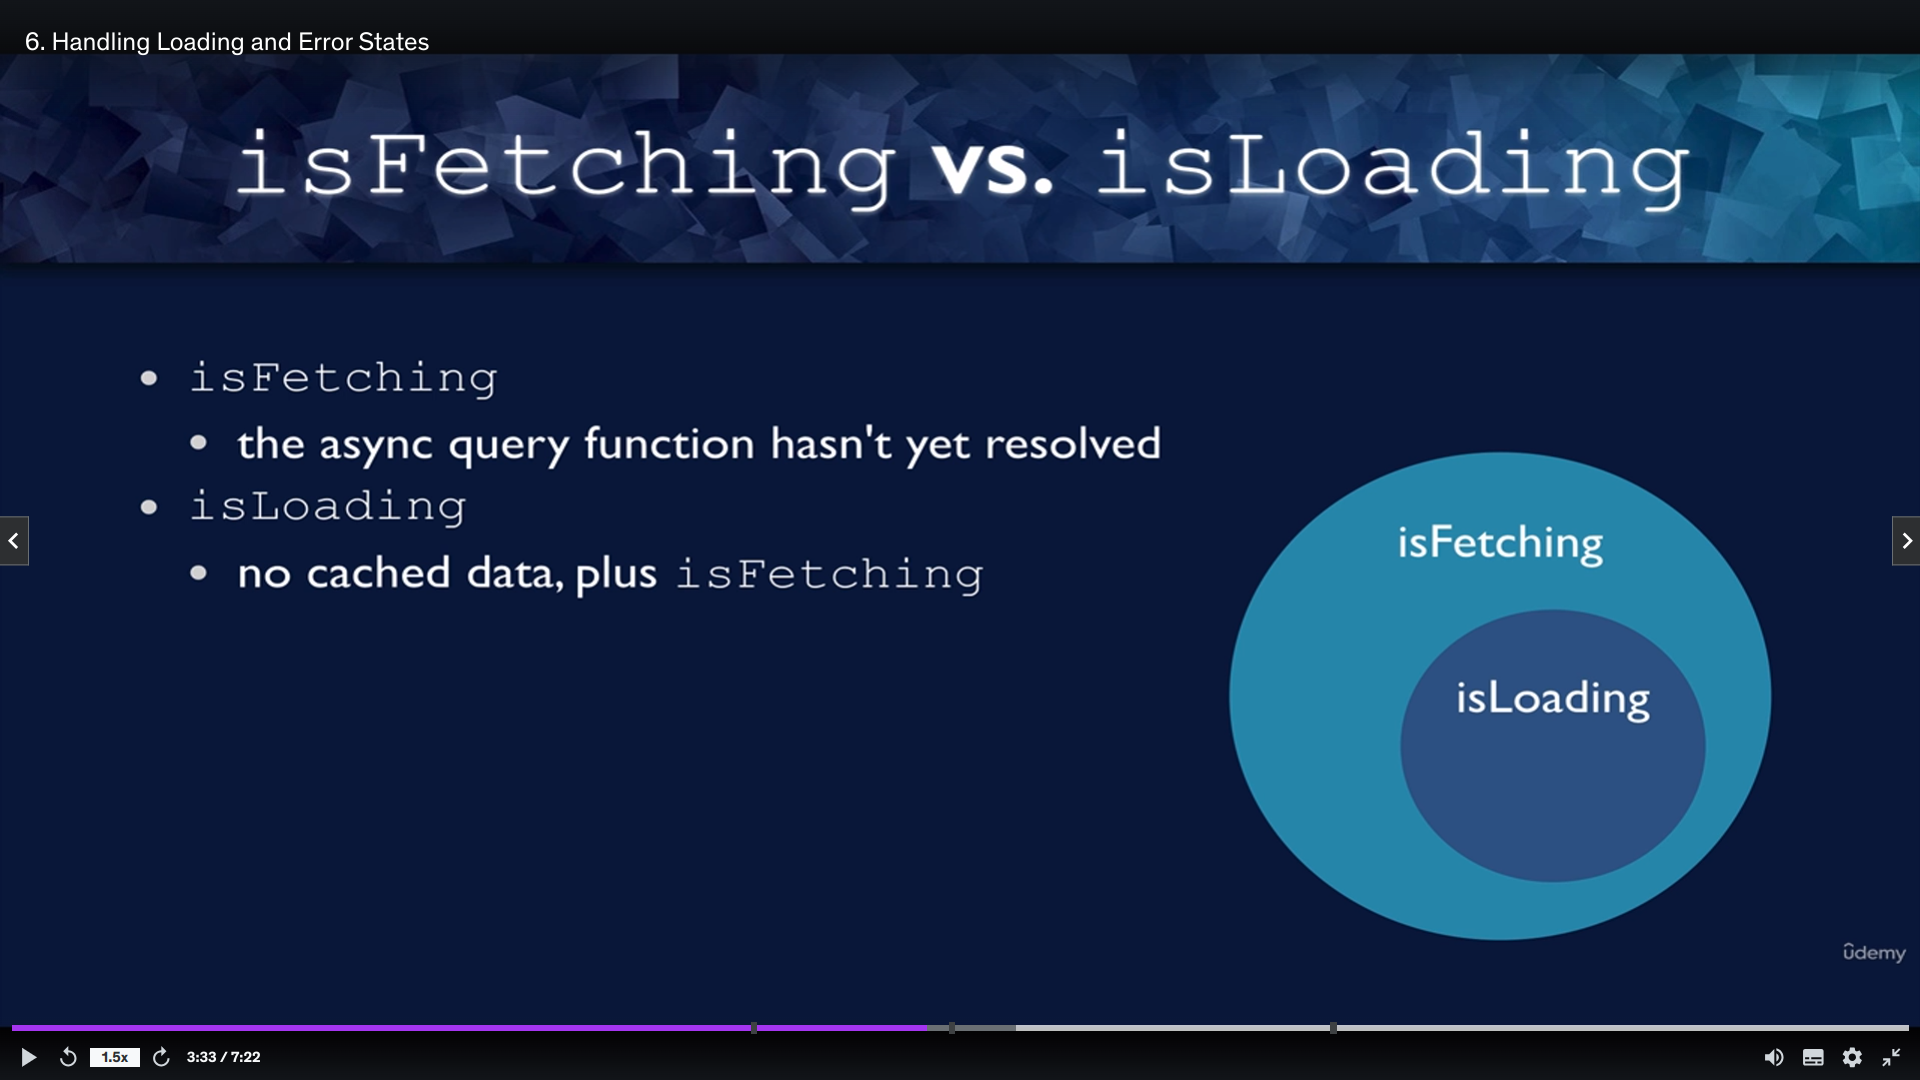 6. Handling Loading and Error States
isFetching vs. isLoading
• isFetching
• the async query function hasn't yet resolved
• isLoading
• no cached data, plus isFetching
isFetching
isLoading
ûdemy
1.5x
3:33 / 7:22